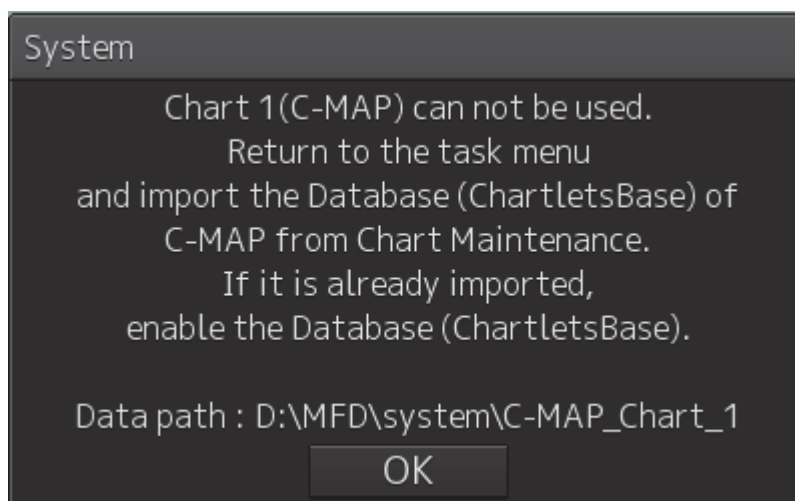 System
Chart 1(C-MAP) can not be used.
Return to the task menu
and import the Database (ChartletsBase) of
C-MAP from Chart Maintenance.
If it is already imported,
enable the Database (ChartletsBase).
Data path : D:\MFD\system\C-MAP_Chart_1
OK